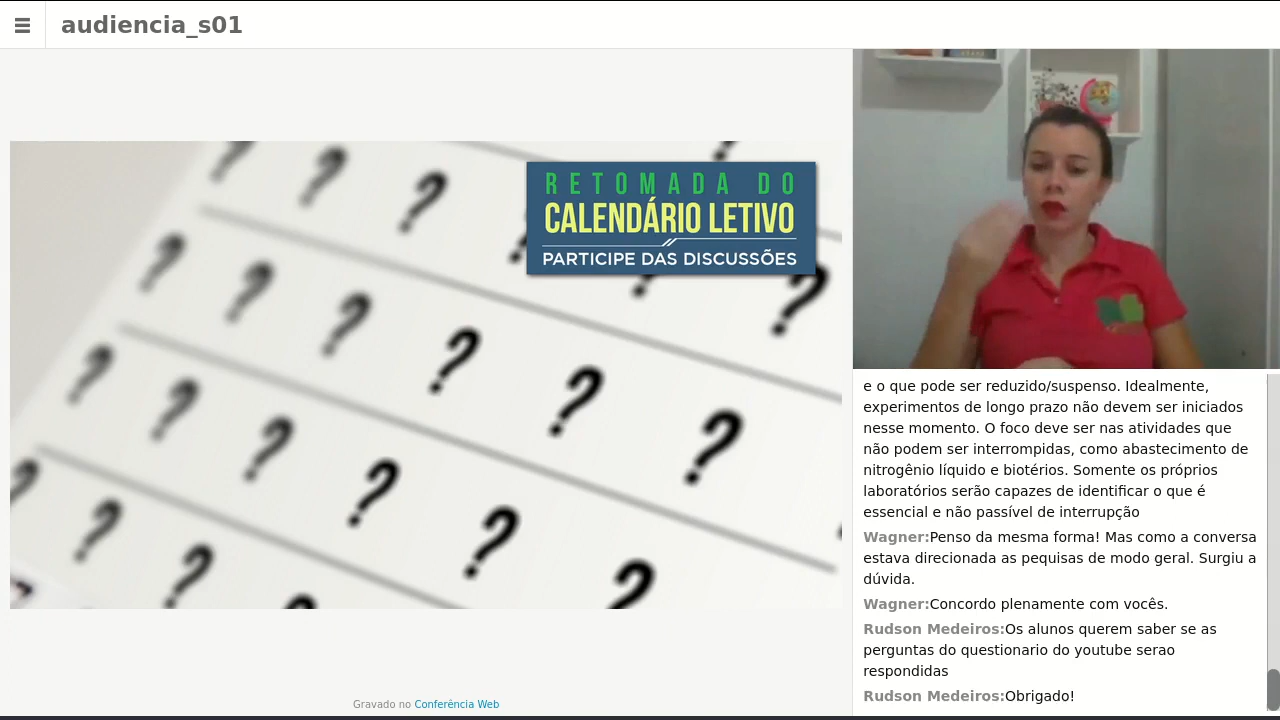 audiencia_s01
RETOMADA DO
CALENDÁRIO LETIVO
PARTICIPE DAS DISCUSSÕES
Gravado no Conferência Web
e o que pode ser reduzido/suspenso. Idealmente,
experimentos de longo prazo não devem ser iniciados
nesse momento. O foco deve ser nas atividades que
não podem ser interrompidas, como abastecimento de
nitrogênio líquido e biotérios. Somente os próprios
laboratórios serão capazes de identificar o que é
essencial e não passível de interrupção
Wagner:Penso da mesma forma! Mas como a conversa
estava direcionada as pequisas de modo geral. Surgiu a
dúvida.
Wagner:Concordo plenamente com vocês.
Rudson Medeiros:Os alunos querem saber se as
perguntas do questionario do youtube serao
respondidas
Rudson Medeiros:Obrigado!